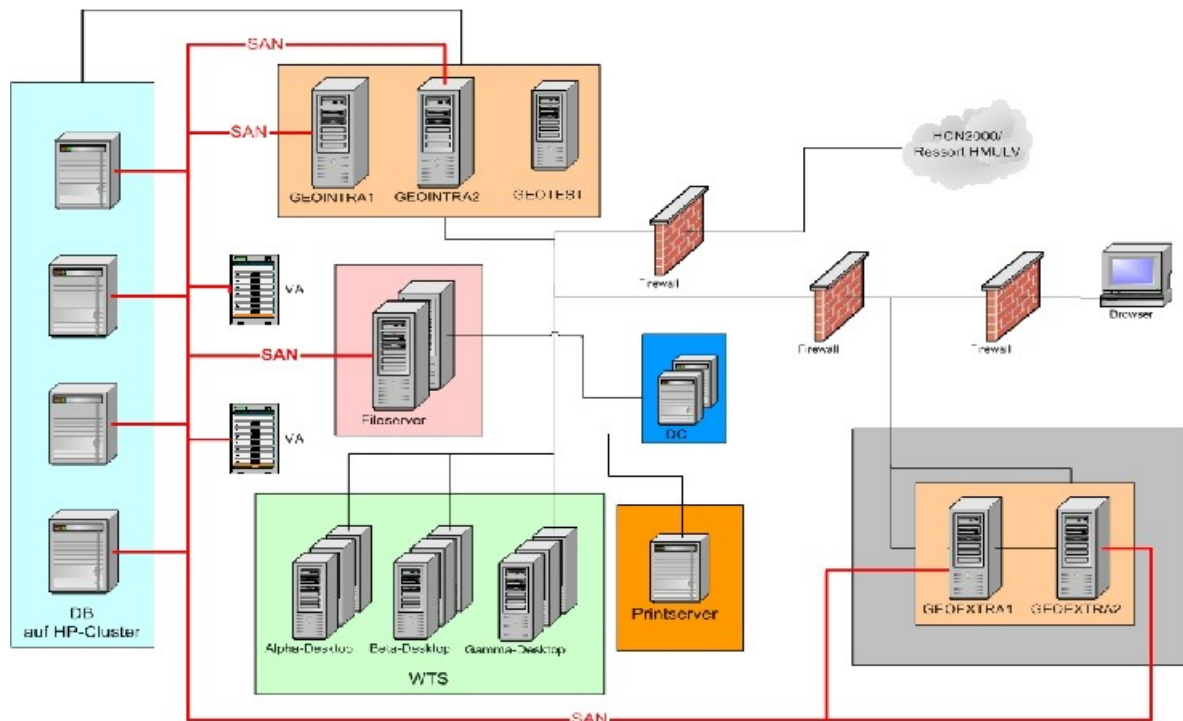 SAN
SAN
HCN2000/
Ressort HMULV
GEOINTRA1
GEOINTRA2
GEOTEST
Firewall
VA
Browser
Firewall
Firewall
SAN
Fileserver
DC
VA
DB
auf HP-Cluster
Printserver
GEOEXTRA1
GEOEXTRA2
Alpha-Desktop
Beta-Desktop
Gamma-Desktop
WTS
SAN